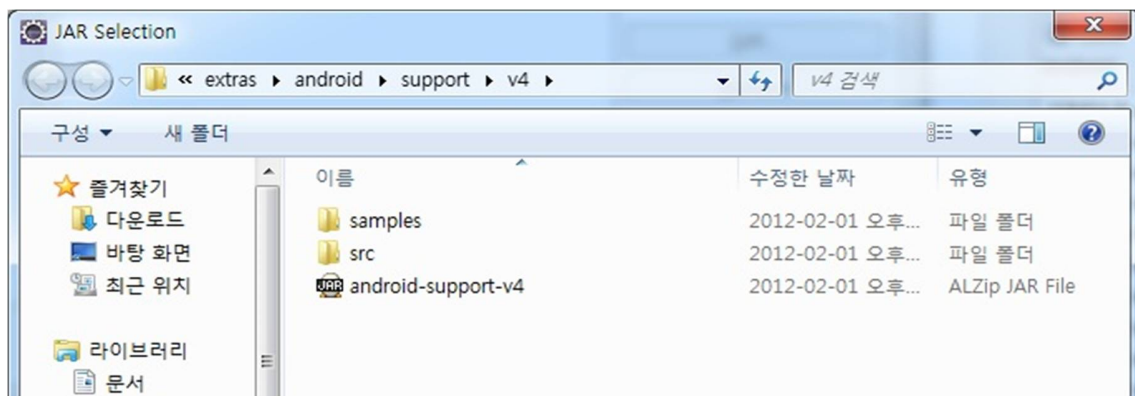 JAR Selection
« extras ▸ android ▸ support ▸ v4 ▸ v4 검색
구성 새 폴더
이름 수정한 날짜 유형
즐겨찾기
다운로드
바탕 화면
최근 위치
라이브러리
문서
samples 2012-02-01 오후... 파일 폴더
src 2012-02-01 오후... 파일 폴더
JAR android-support-v4 2012-02-01 오후... ALZip JAR File